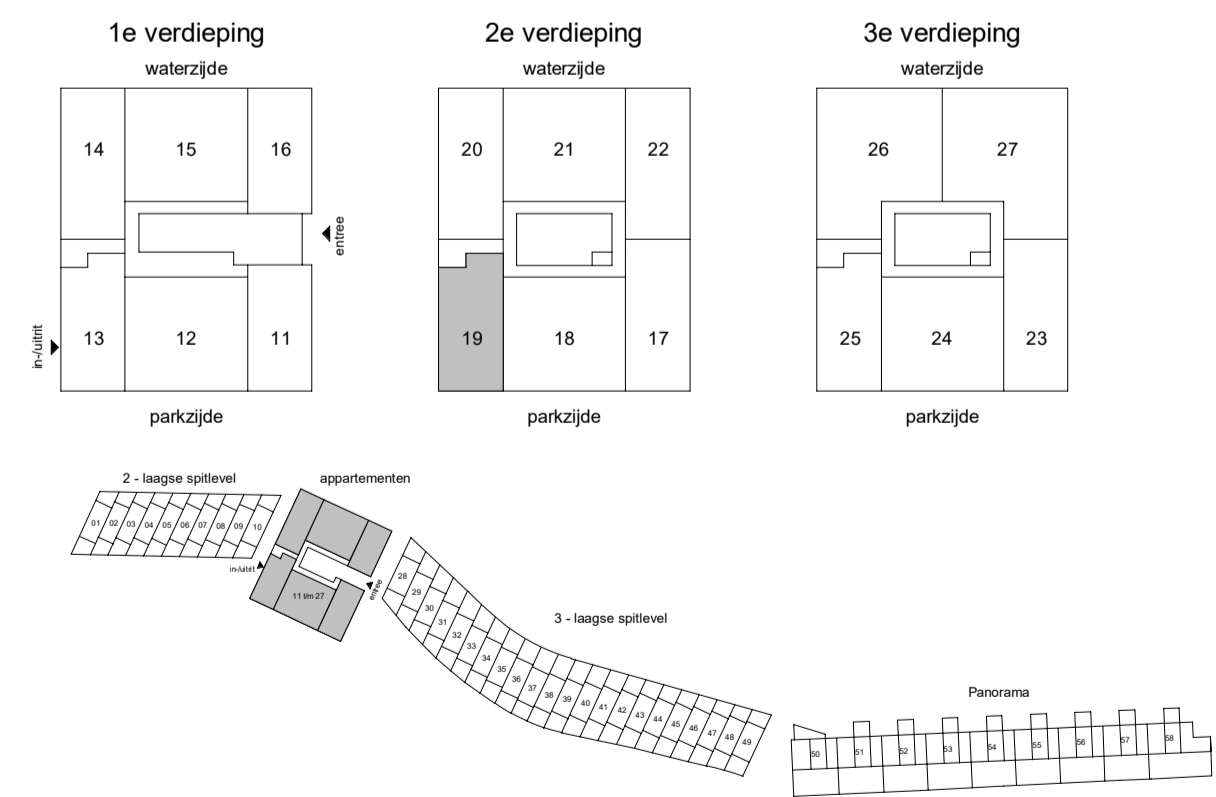 1e verdieping
waterzijde
14 15 16
entree
in-/uitrit
13 12 11
parkzijde
2e verdieping
waterzijde
20 21 22
19 18 17
parkzijde
3e verdieping
waterzijde
26 27
25 24 23
parkzijde
2 - laagse spitlevel
01 02 03 04 05 06 07 08 09 10
appartementen
in-/uitrit
11 t/m 27
entree
3 - laagse spitlevel
28 29 30 31 32 33 34 35 36 37 38 39 40 41 42 43 44 45 46 47 48 49
Panorama
50 51 52 53 54 55 56 57 58